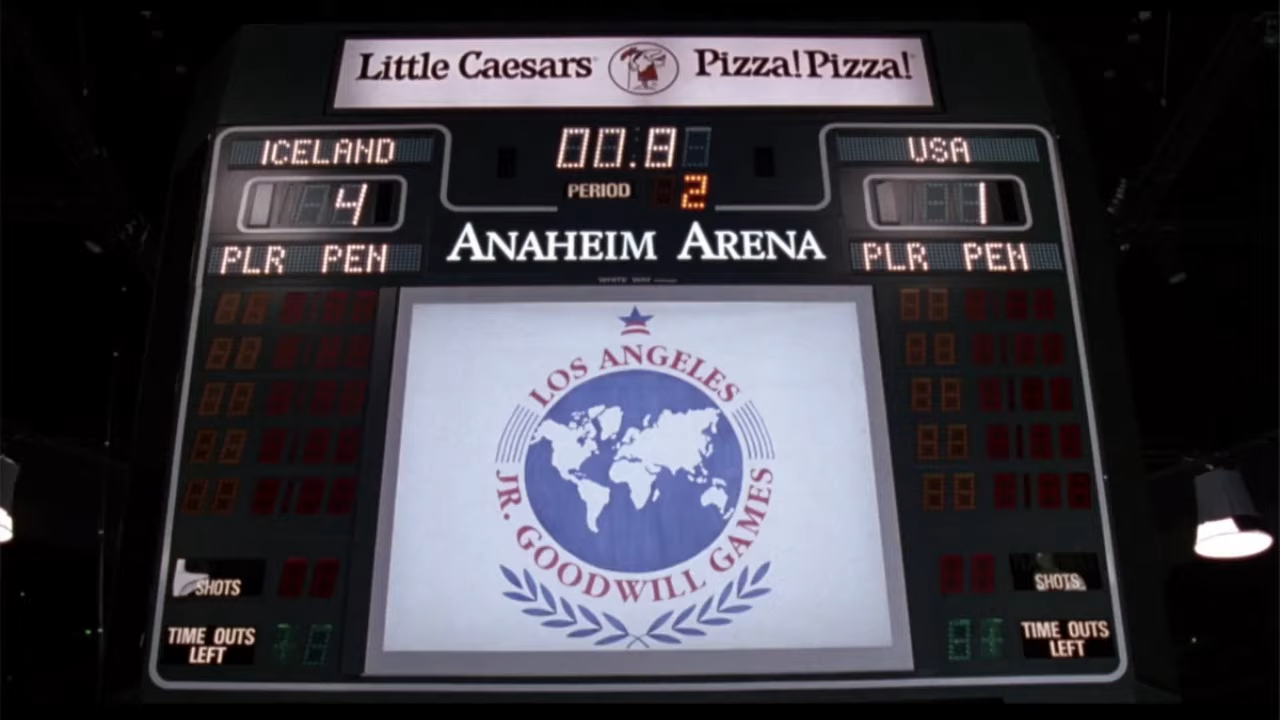 Little Caesars Pizza! Pizza!
ICELAND 00.8 USA
4 PERIOD 2 1
ANAHEIM ARENA
PLR PEN PLR PEN
LOS ANGELES
JR. GOODWILL GAMES
SHOTS SHOTS
TIME OUTS LEFT TIME OUTS LEFT